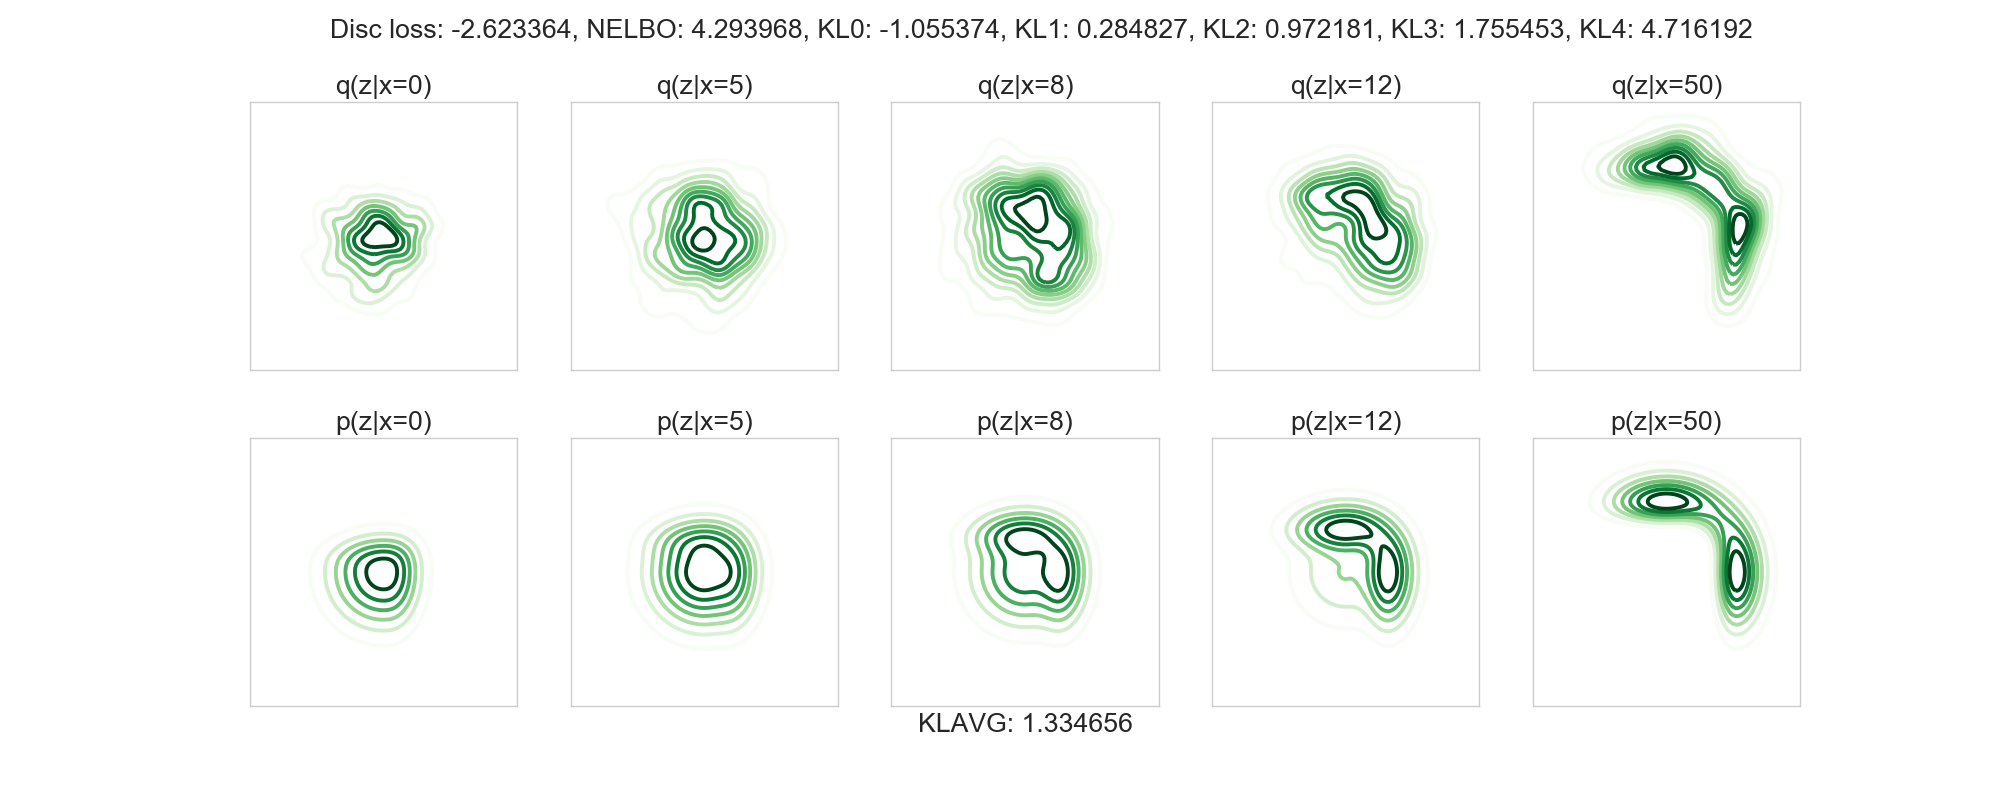 Disc loss: -2.623364, NELBO: 4.293968, KL0: -1.055374, KL1: 0.284827, KL2: 0.972181, KL3: 1.755453, KL4: 4.716192
q(z|x=0) q(z|x=5) q(z|x=8) q(z|x=12) q(z|x=50)
p(z|x=0) p(z|x=5) p(z|x=8) p(z|x=12) p(z|x=50)
KLAVG: 1.334656